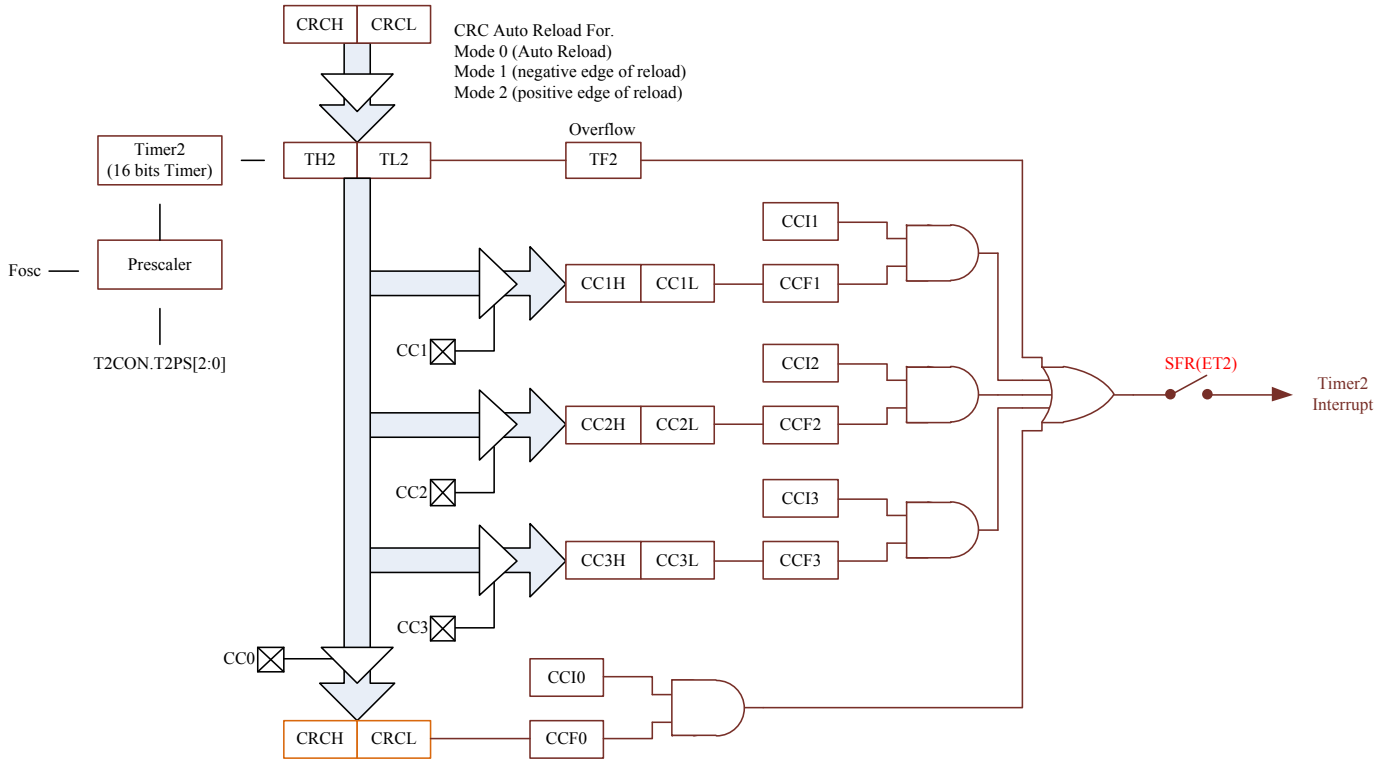 CRCH CRCL
CRC Auto Reload For.
Mode 0 (Auto Reload)
Mode 1 (negative edge of reload)
Mode 2 (positive edge of reload)
Overflow
Timer2
(16 bits Timer)
TH2 TL2
TF2
CCI1
Fosc
Prescaler
CC1H CC1L
CCF1
CC1
T2CON.T2PS[2:0]
CCI2
SFR(ET2)
Timer2
Interrupt
CC2H CC2L
CCF2
CC2
CCI3
CC3H CC3L
CCF3
CC3
CC0
CCI0
CRCH CRCL
CCF0